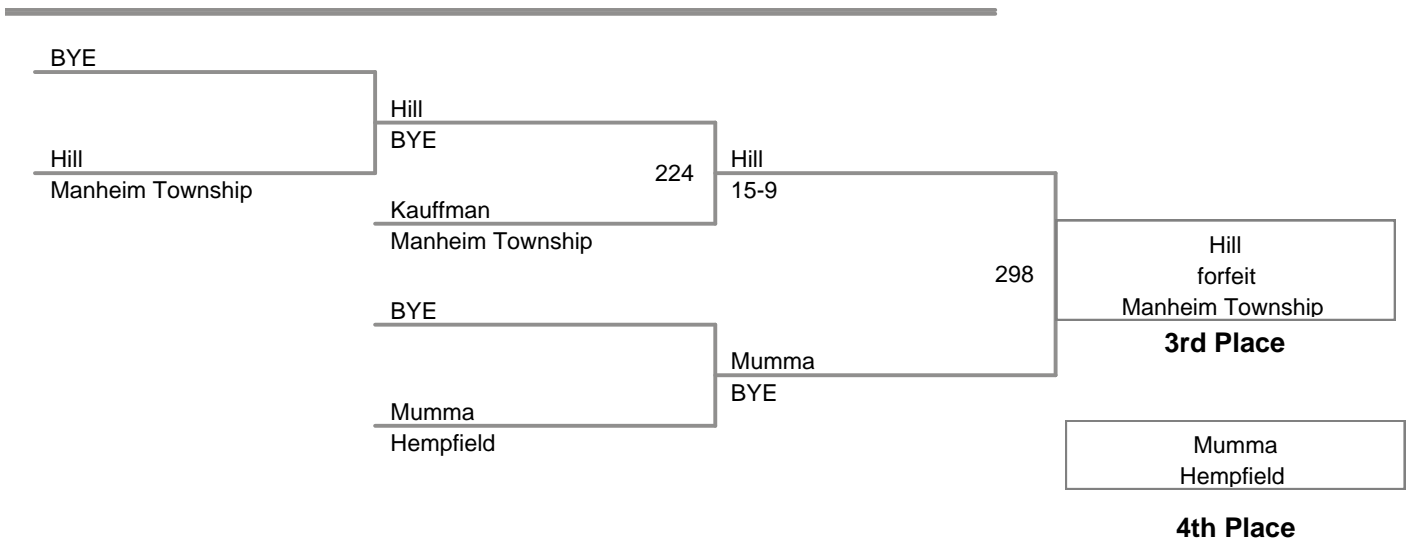 BYE
Hill
Manheim Township
Hill
BYE
224
Kauffman
Manheim Township
BYE
Mumma
Hempfield
Hill
15-9
298
Mumma
BYE
Hill
forfeit
Manheim Township
3rd Place
Mumma
Hempfield
4th Place